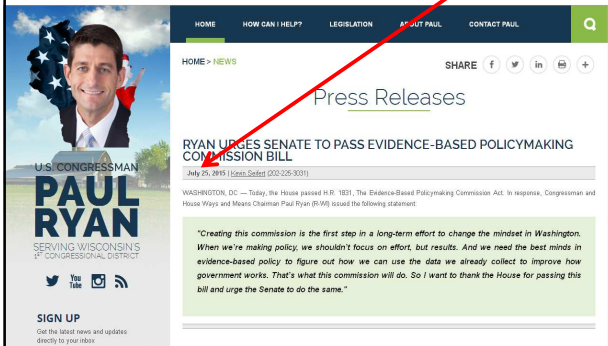 HOME HOW CAN I HELP? LEGISLATION ABOUT PAUL CONTACT PAUL
HOME > NEWS
SHARE
Press Releases
RYAN URGES SENATE TO PASS EVIDENCE-BASED POLICYMAKING
COMMISSION BILL
July 25, 2015 | Kevin Seifert (202-225-3031)
WASHINGTON, DC — Today, the House passed H.R. 1831, The Evidence-Based Policymaking Commission Act. In response, Congressman and
House Ways and Means Chairman Paul Ryan (R-WI) issued the following statement:
"Creating this commission is the first step in a long-term effort to change the mindset in Washington.
When we're making policy, we shouldn't focus on effort, but results. And we need the best minds in
evidence-based policy to figure out how we can use the data we already collect to improve how
government works. That's what this commission will do. So I want to thank the House for passing this
bill and urge the Senate to do the same."
U.S. CONGRESSMAN
PAUL
RYAN
SERVING WISCONSIN'S
1ST CONGRESSIONAL DISTRICT
You
Tube
SIGN UP
Get the latest news and updates
directly to your inbox